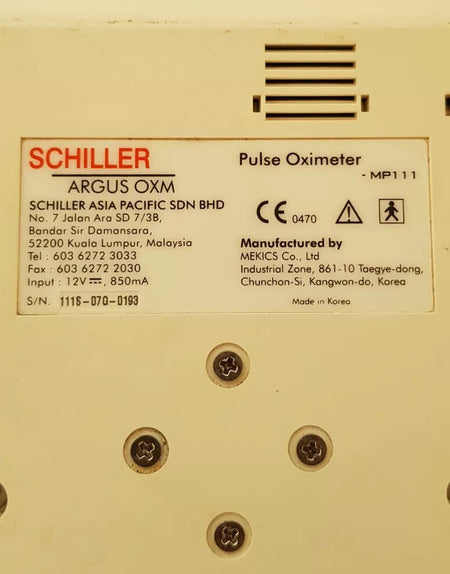 SCHILLER
ARGUS OXM
SCHILLER ASIA PACIFIC SDN BHD
No. 7 Jalan Ara SD 7/3B,
Bandar Sir Damansara,
52200 Kuala Lumpur, Malaysia
Tel : 603 6272 3033
Fax : 603 6272 2030
Input : 12V⎓, 850mA
S/N. 111S-07G-0193
Pulse Oximeter
- MP111
CE 0470
Manufactured by
MEKICS Co., Ltd
Industrial Zone, 861-10 Taegye-dong,
Chunchon-Si, Kangwon-do, Korea
Made in Korea